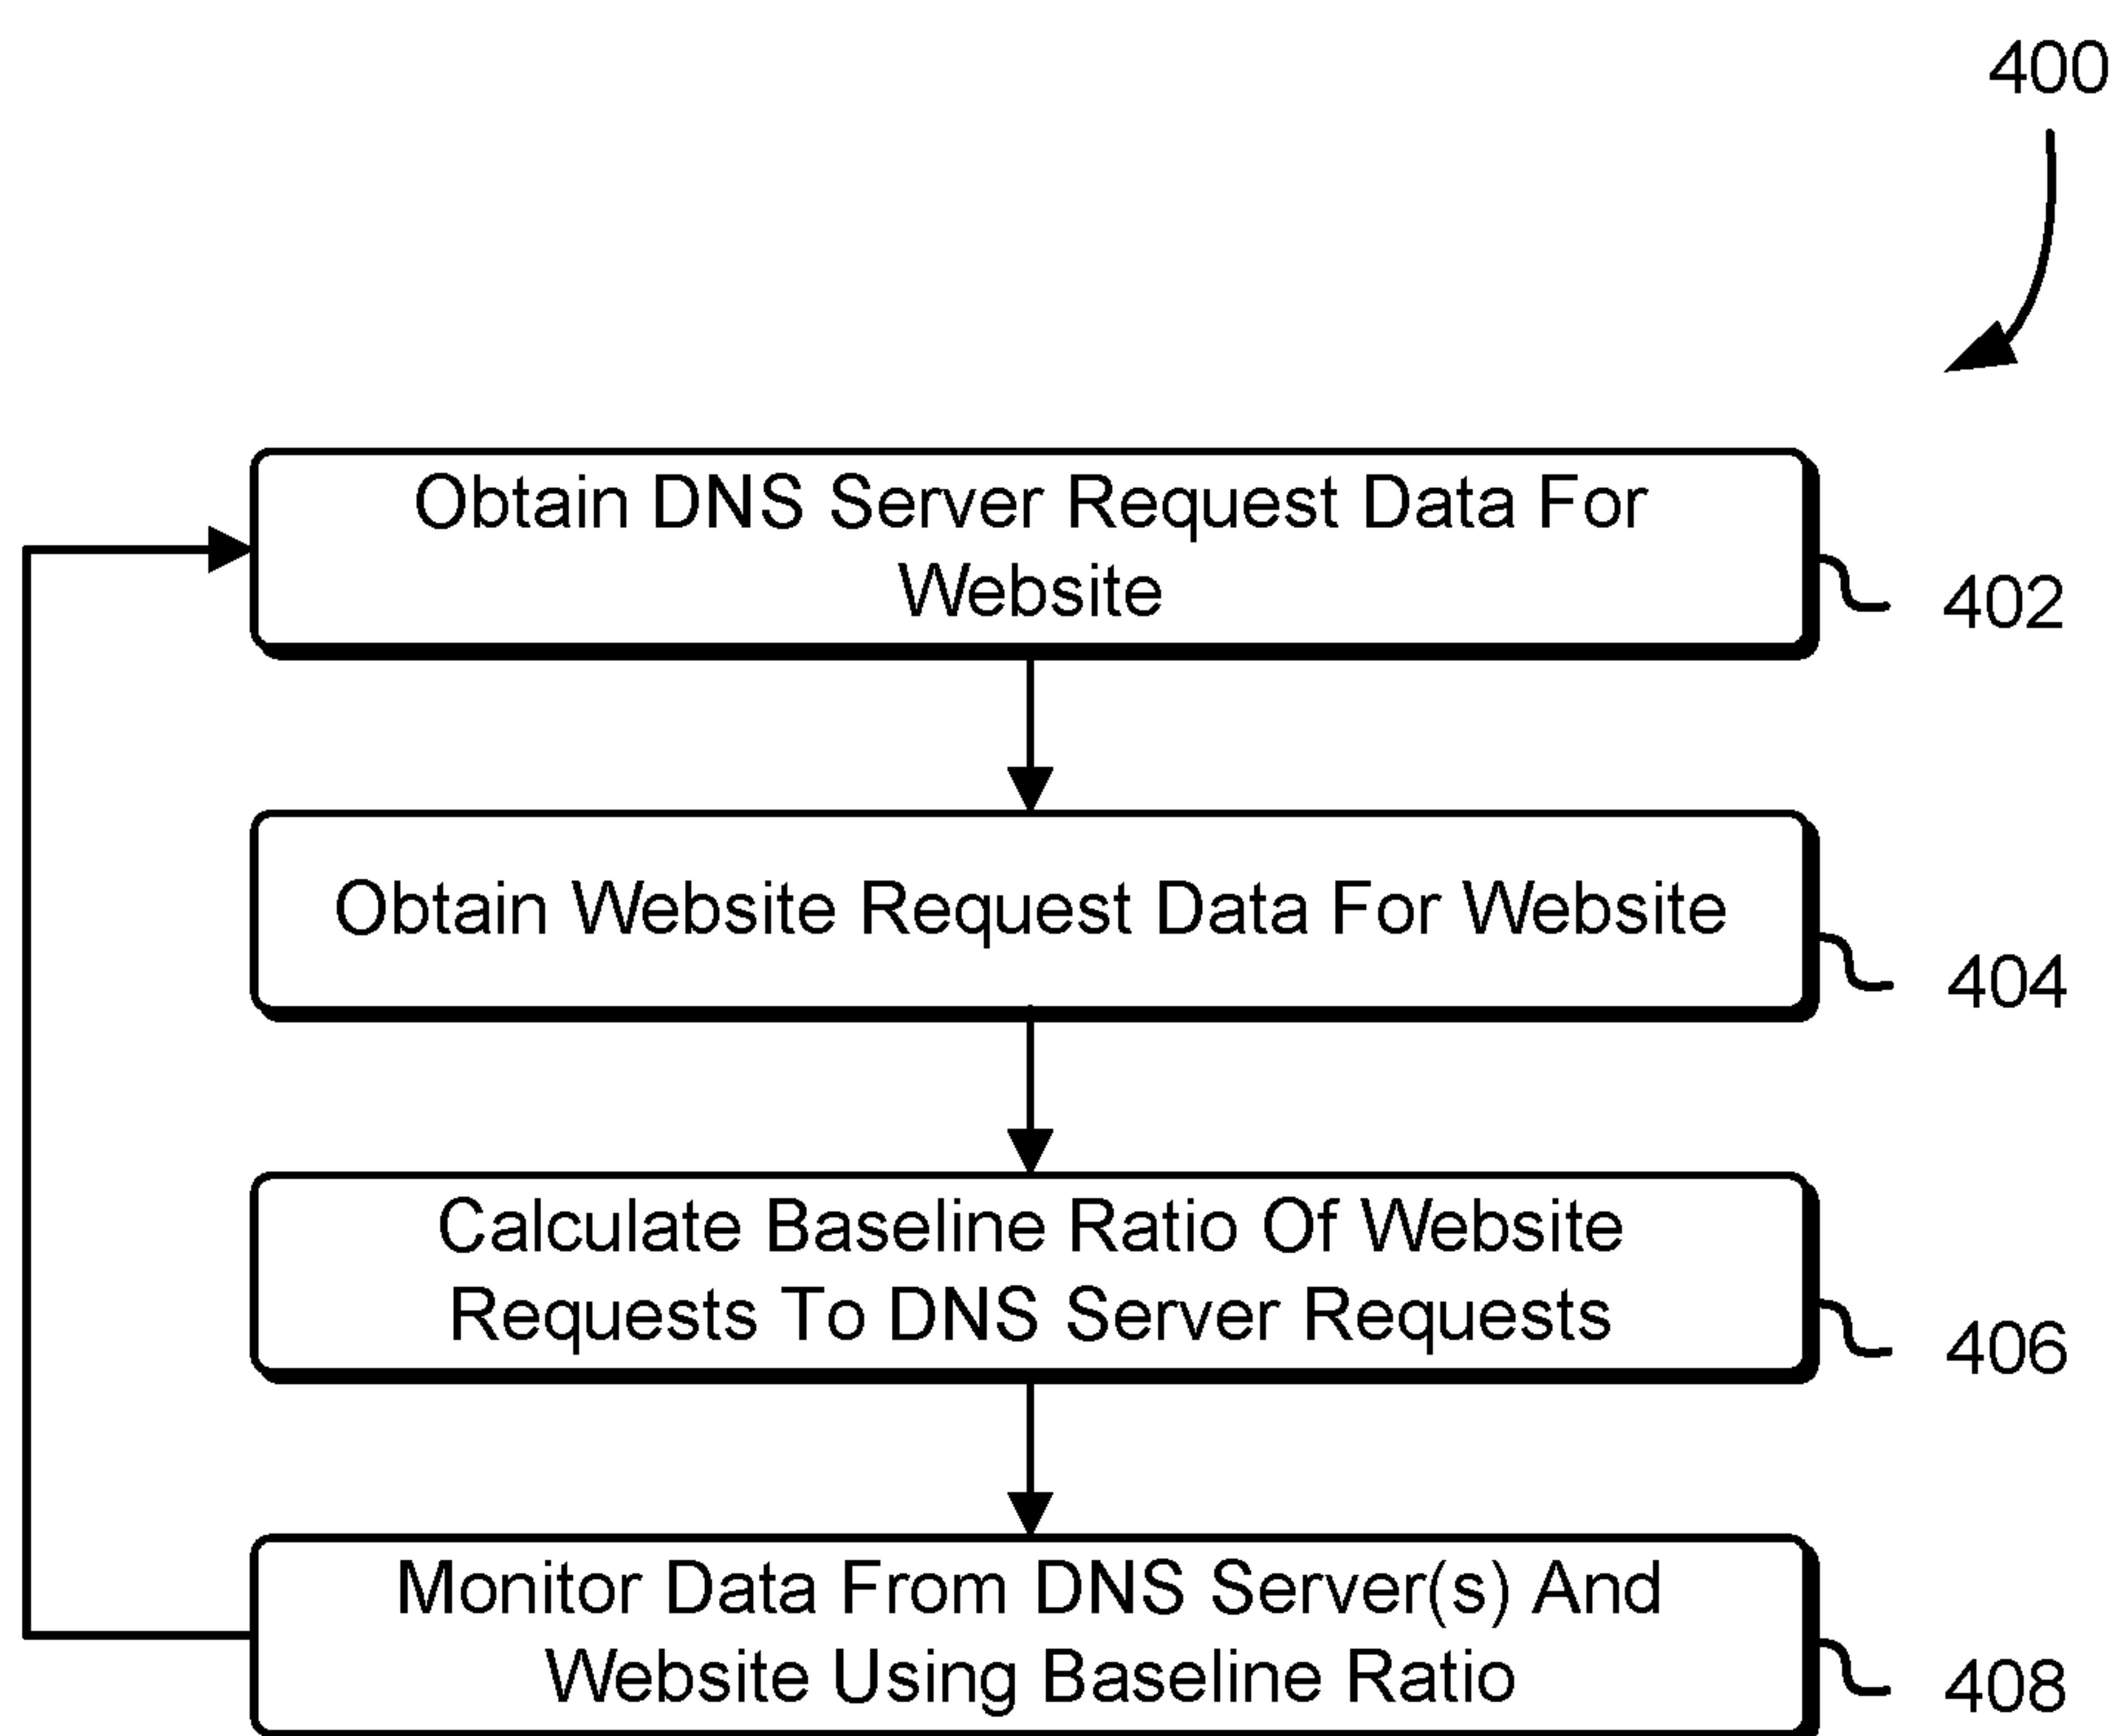 400
Obtain DNS Server Request Data For
Website
402
Obtain Website Request Data For Website
404
Calculate Baseline Ratio Of Website
Requests To DNS Server Requests
406
Monitor Data From DNS Server(s) And
Website Using Baseline Ratio
408